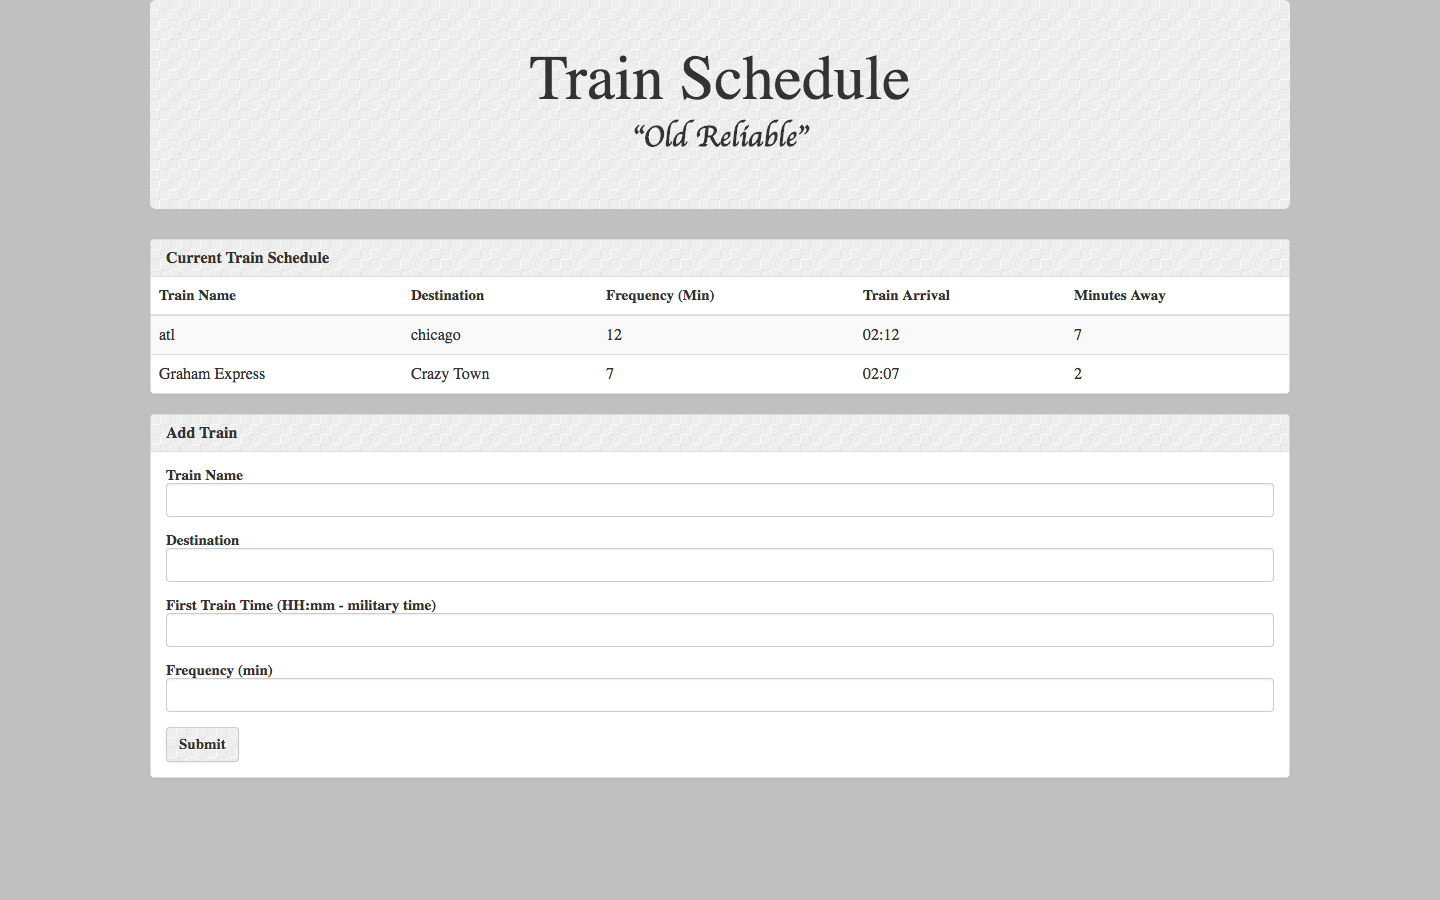 Train Schedule
“Old Reliable”
Current Train Schedule
Train Name Destination Frequency (Min) Train Arrival Minutes Away
atl chicago 12 02:12 7
Graham Express Crazy Town 7 02:07 2
Add Train
Train Name
Destination
First Train Time (HH:mm - military time)
Frequency (min)
Submit